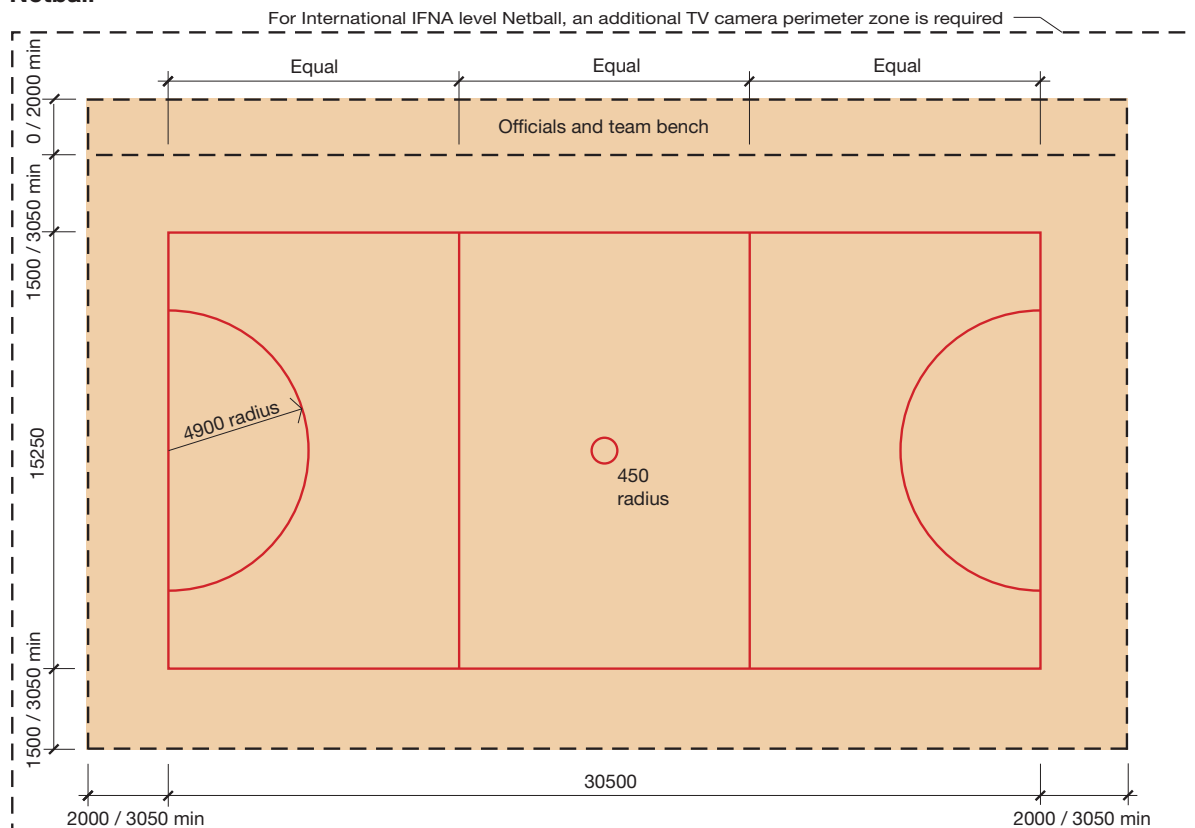 Netball
For International IFNA level Netball, an additional TV camera perimeter zone is required
Equal
Equal
Equal
0 / 2000 min
Officials and team bench
1500 / 3050 min
4900 radius
15250
450
radius
1500 / 3050 min
30500
2000 / 3050 min
2000 / 3050 min